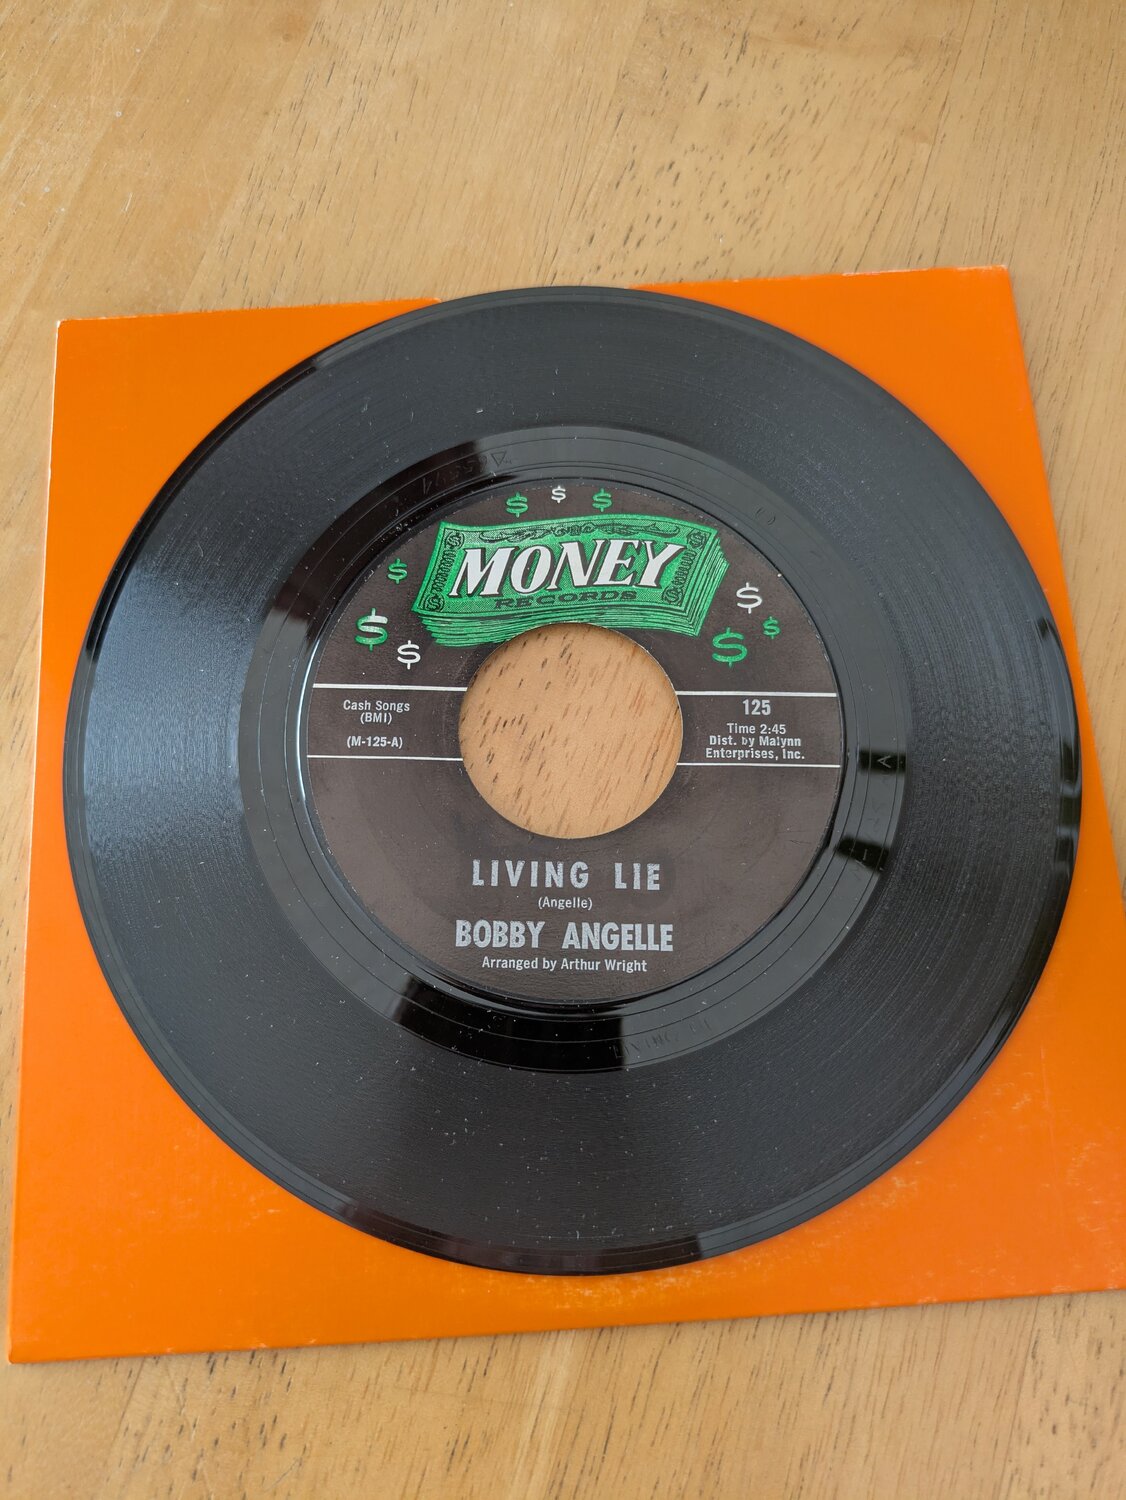 $ $ $
MONEY
RECORDS
$ $ $ $ $ $
Cash Songs
(BMI)
(M-125-A)
125
Time 2:45
Dist. by Malynn
Enterprises, Inc.
LIVING LIE
(Angelle)
BOBBY ANGELLE
Arranged by Arthur Wright